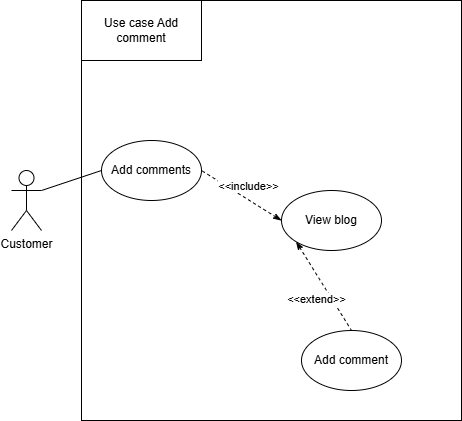 Use case Add
comment
Add comments
<<include>>
View blog
Customer
<<extend>>
Add comment